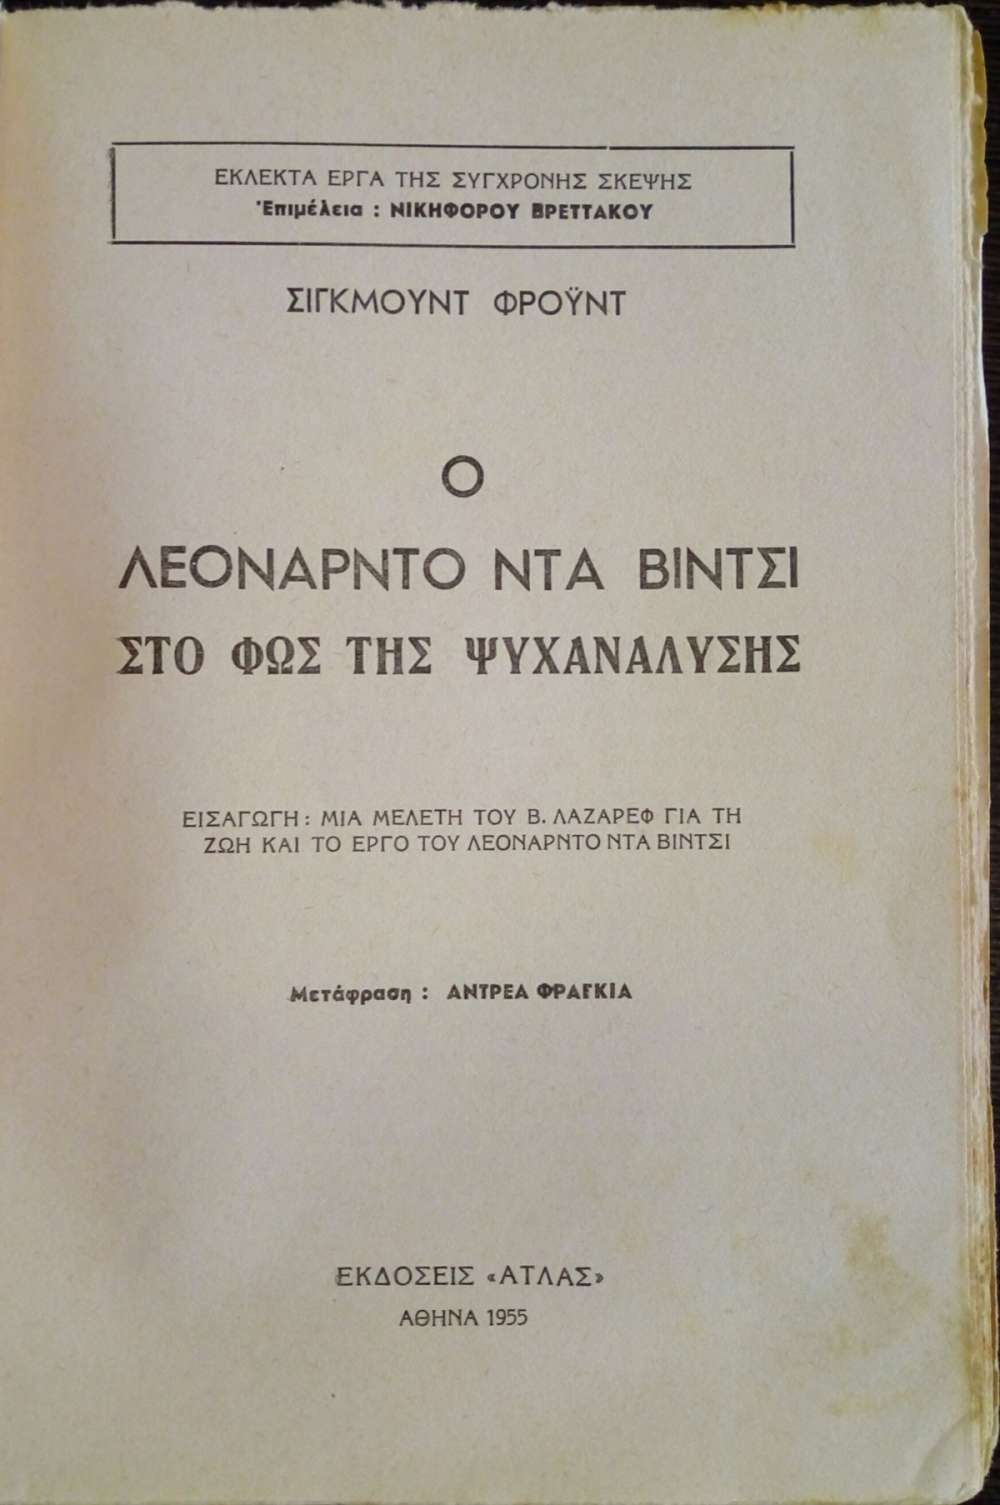 ΕΚΛΕΚΤΑ ΕΡΓΑ ΤΗΣ ΣΥΓΧΡΟΝΗΣ ΣΚΕΨΗΣ
Ἐπιμέλεια : ΝΙΚΗΦΟΡΟΥ ΒΡΕΤΤΑΚΟΥ
ΣΙΓΚΜΟΥΝΤ ΦΡΟΫΝΤ
Ο
ΛΕΟΝΑΡΝΤΟ ΝΤΑ ΒΙΝΤΣΙ
ΣΤΟ ΦΩΣ ΤΗΣ ΨΥΧΑΝΑΛΥΣΗΣ
ΕΙΣΑΓΩΓΗ : ΜΙΑ ΜΕΛΕΤΗ ΤΟΥ Β. ΛΑΖΑΡΕΦ ΓΙΑ ΤΗ
ΖΩΗ ΚΑΙ ΤΟ ΕΡΓΟ ΤΟΥ ΛΕΟΝΑΡΝΤΟ ΝΤΑ ΒΙΝΤΣΙ
Μετάφραση : ΑΝΤΡΕΑ ΦΡΑΓΚΙΑ
ΕΚΔΟΣΕΙΣ «ΑΤΛΑΣ»
ΑΘΗΝΑ 1955